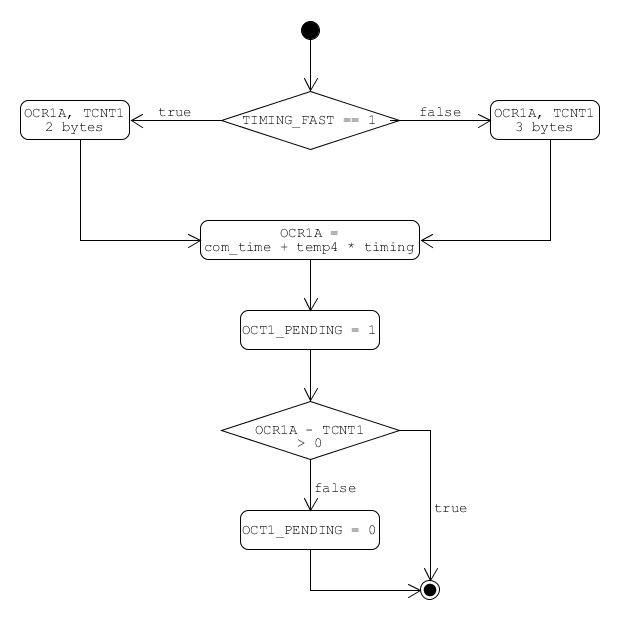 TIMING_FAST == 1
true
false
OCR1A, TCNT1
2 bytes
OCR1A, TCNT1
3 bytes
OCR1A =
com_time + temp4 * timing
OCT1_PENDING = 1
OCR1A - TCNT1
> 0
false
true
OCT1_PENDING = 0